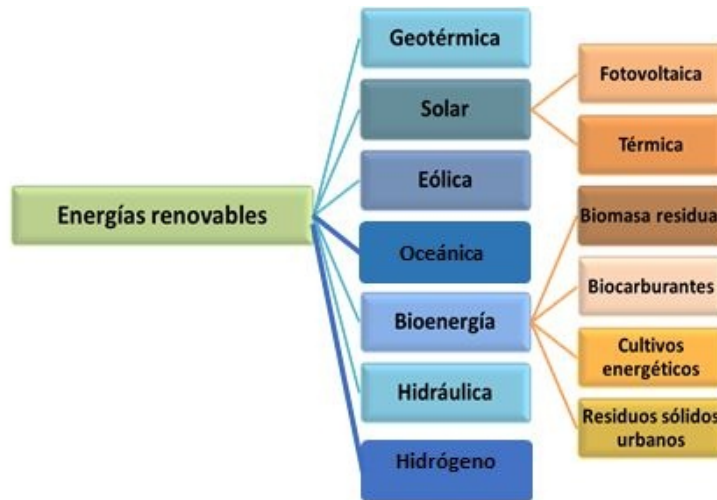 Energías renovables
Geotérmica
Solar
Eólica
Oceánica
Bioenergía
Hidráulica
Hidrógeno
Fotovoltaica
Térmica
Biomasa residua
Biocarburantes
Cultivos
energéticos
Residuos sólidos
urbanos